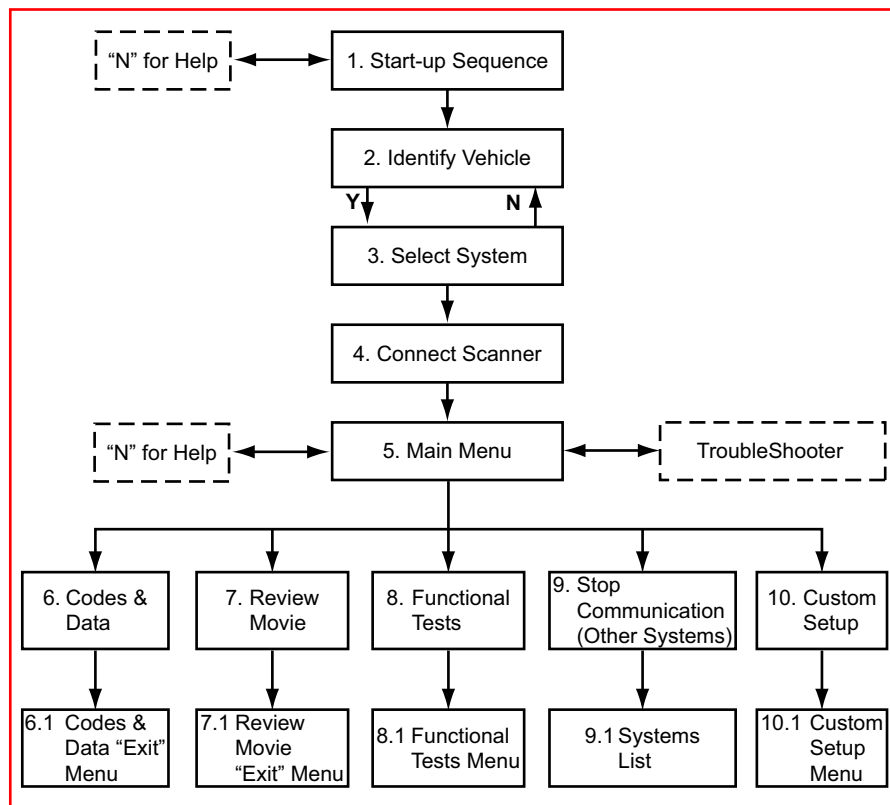 “N” for Help
1. Start-up Sequence
2. Identify Vehicle
Y
N
3. Select System
4. Connect Scanner
“N” for Help
5. Main Menu
TroubleShooter
6. Codes &
Data
7. Review
Movie
8. Functional
Tests
9. Stop
Communication
(Other Systems)
10. Custom
Setup
6.1 Codes &
Data “Exit”
Menu
7.1 Review
Movie
“Exit” Menu
8.1 Functional
Tests Menu
9.1 Systems
List
10.1 Custom
Setup
Menu